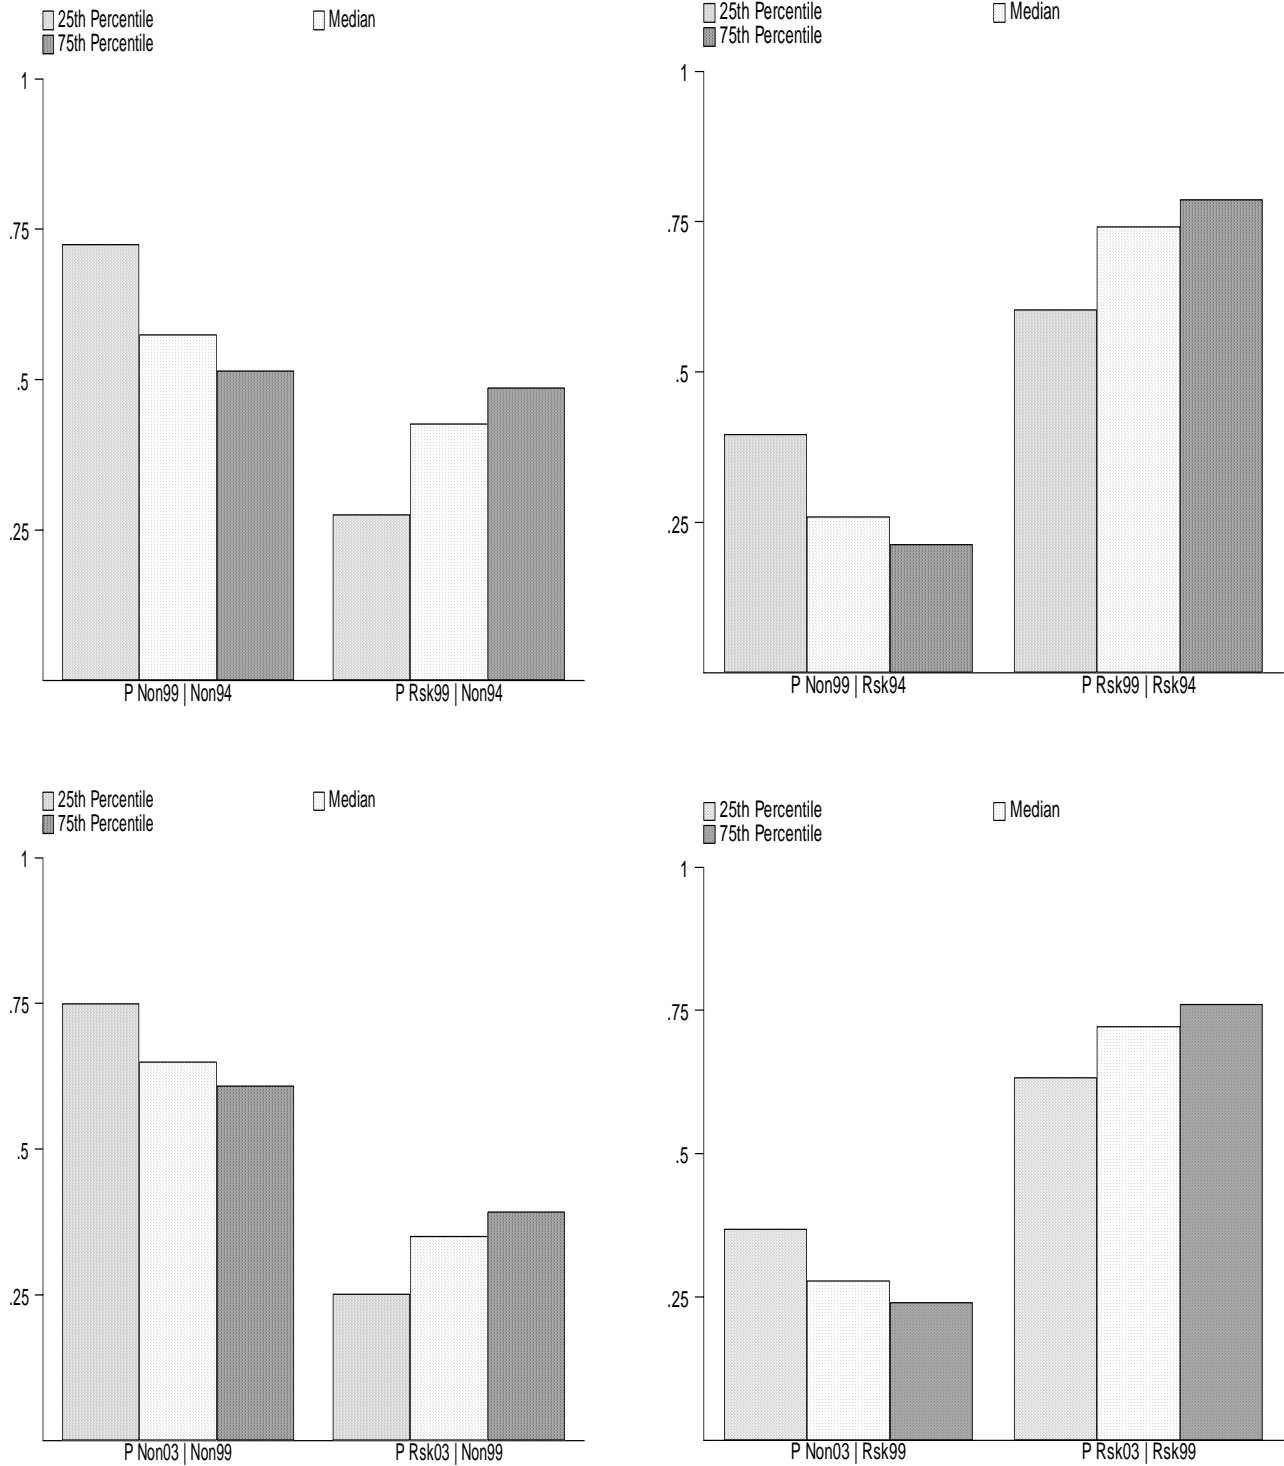 25th Percentile Median
75th Percentile
1
.75
.5
.25
P Non99 | Non94 P Rsk99 | Non94
25th Percentile Median
75th Percentile
1
.75
.5
.25
P Non99 | Rsk94 P Rsk99 | Rsk94
25th Percentile Median
75th Percentile
1
.75
.5
.25
P Non03 | Non99 P Rsk03 | Non99
25th Percentile Median
75th Percentile
1
.75
.5
.25
P Non03 | Rsk99 P Rsk03 | Rsk99